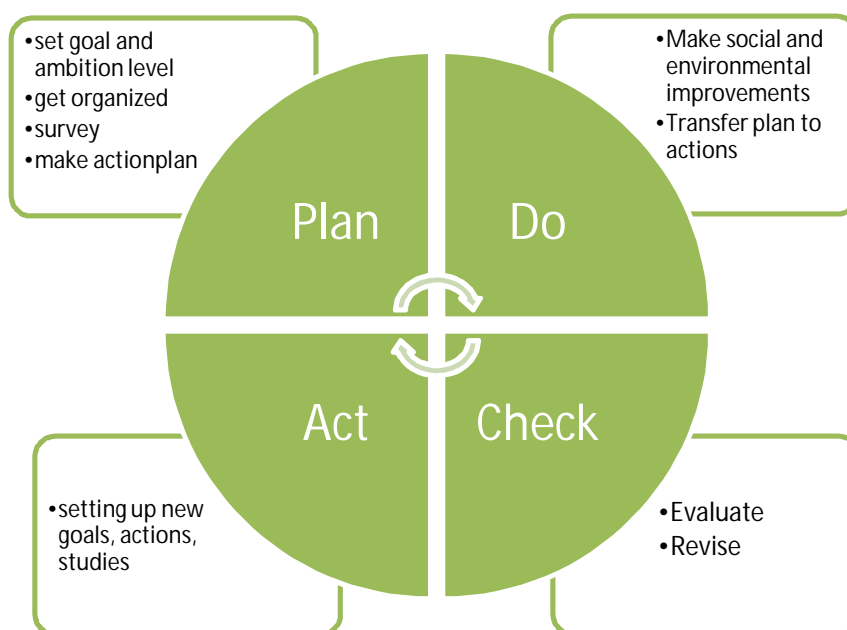 •set goal and
ambition level
•get organized
•survey
•make actionplan
Plan
•Make social and
environmental
improvements
•Transfer plan to
actions
Do
Act
•setting up new
goals, actions,
studies
Check
•Evaluate
•Revise